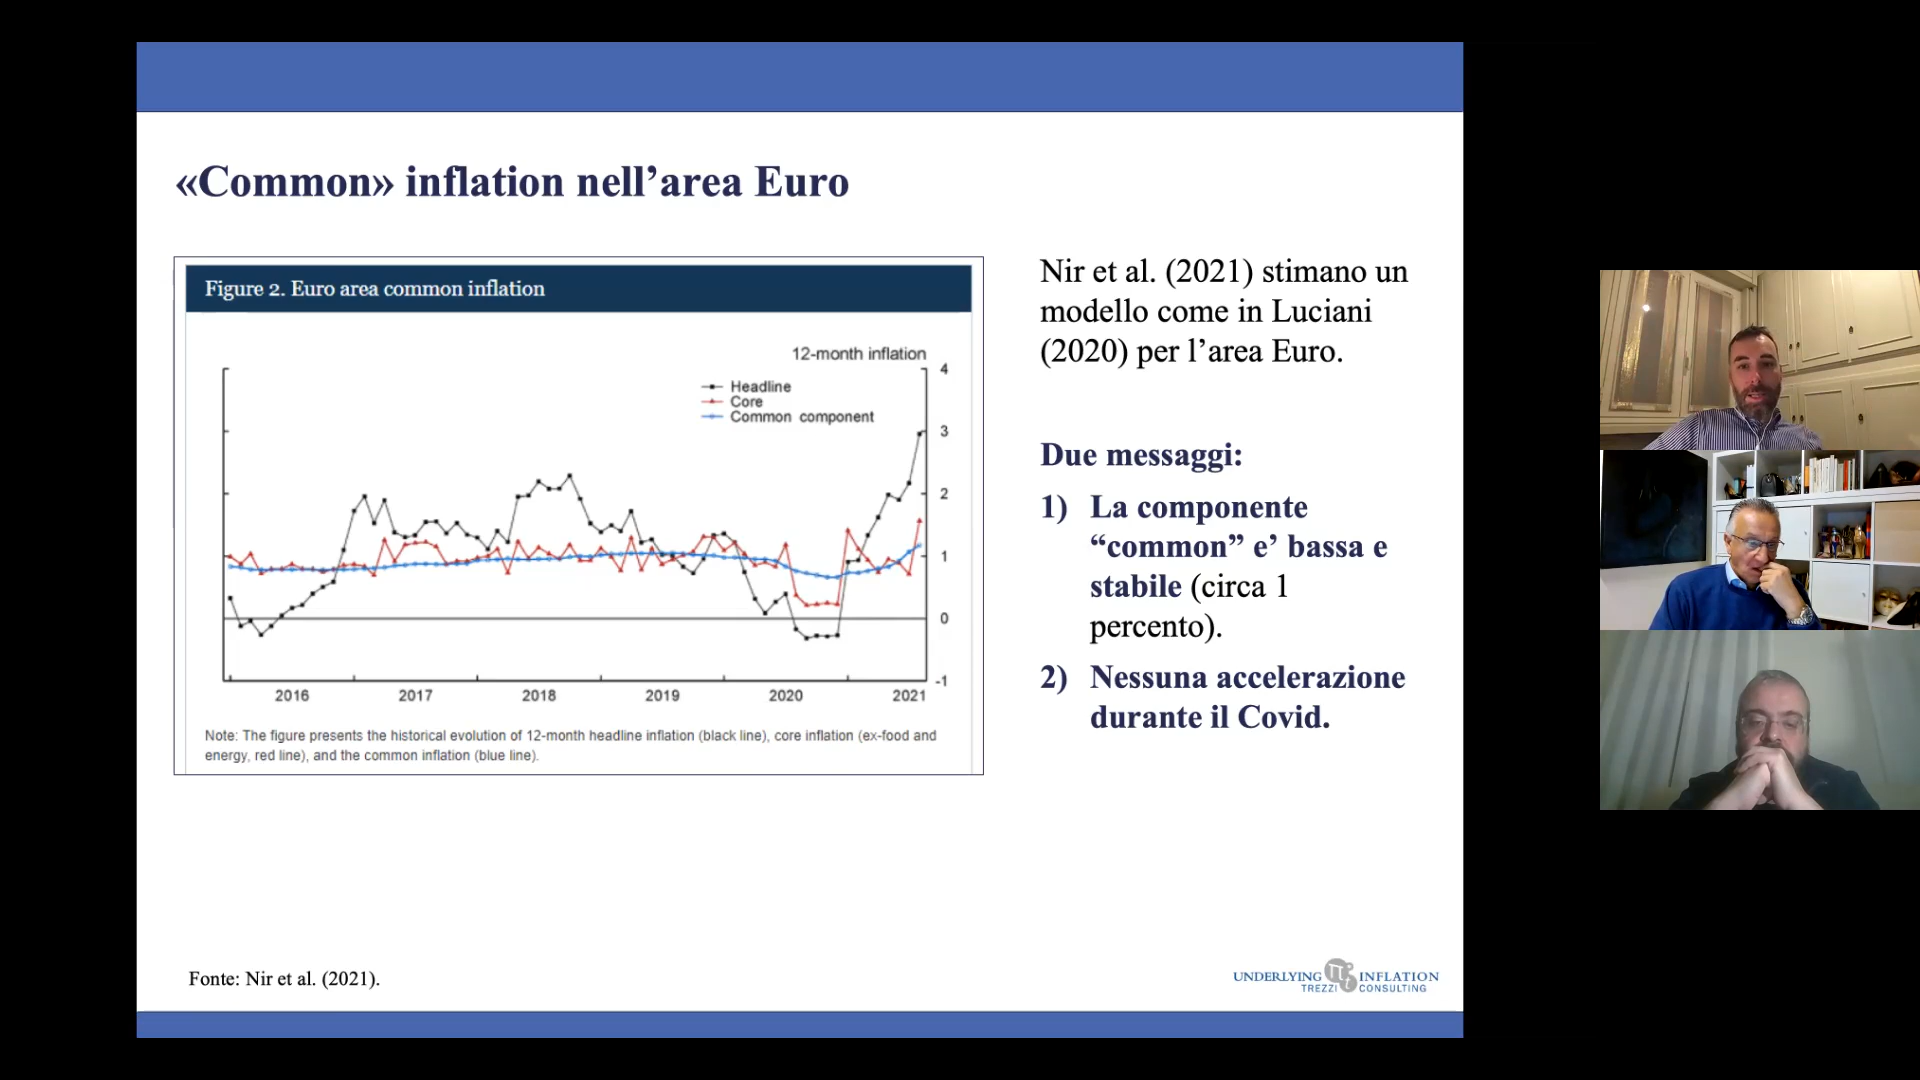 «Common» inflation nell’area Euro
Figure 2. Euro area common inflation
12-month inflation
Headline
Core
Common component
4
3
2
1
0
-1
2016 2017 2018 2019 2020 2021
Note: The figure presents the historical evolution of 12-month headline inflation (black line), core inflation (ex-food and
energy, red line), and the common inflation (blue line).
Nir et al. (2021) stimano un
modello come in Luciani
(2020) per l’area Euro.
Due messaggi:
1) La componente
“common” e’ bassa e
stabile (circa 1
percento).
2) Nessuna accelerazione
durante il Covid.
Fonte: Nir et al. (2021).
UNDERLYING INFLATION
TREZZI CONSULTING